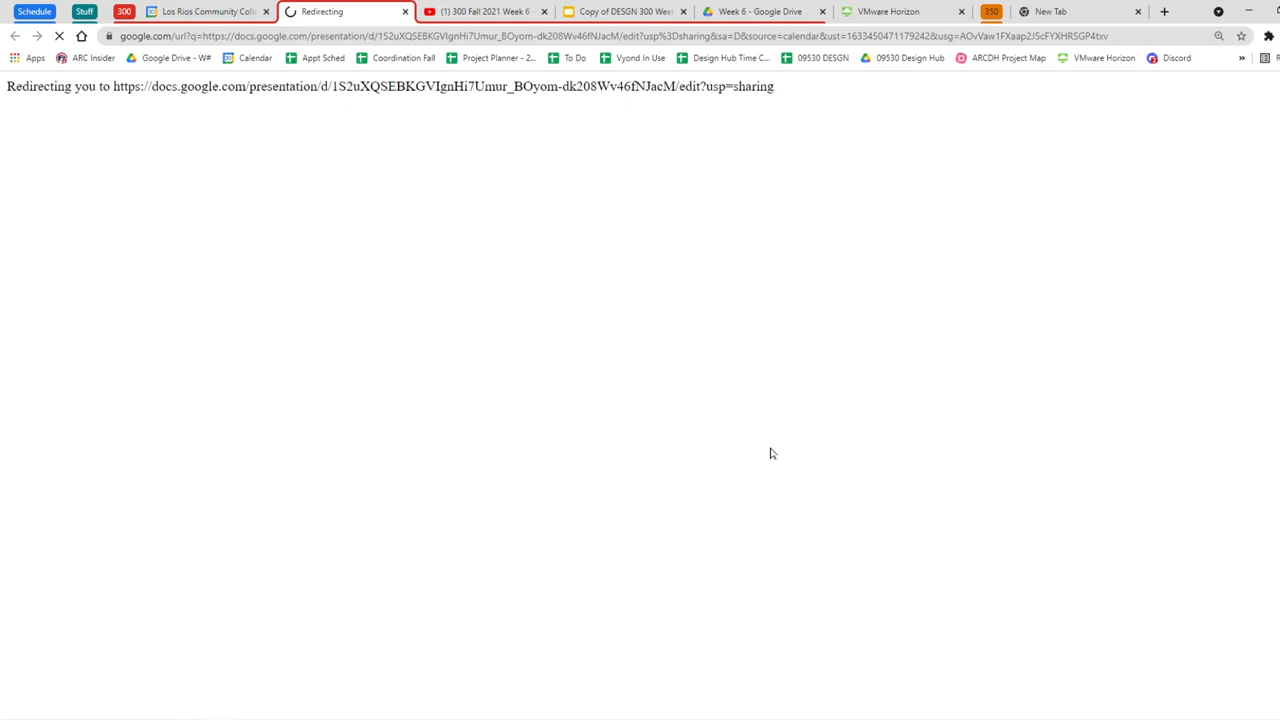 Schedule Stuff 300 Los Rios Community Coll Redirecting (1) 300 Fall 2021 Week 6 Copy of DESGN 300 Wee Week 6 - Google Drive VMware Horizon 350 New Tab
google.com/url?q=https://docs.google.com/presentation/d/1S2uXQSEBKGVIgnHi7Umur_BOyom-dk208Wv46fNJacM/edit?usp%3Dsharing&sa=D&source=calendar&ust=1633450471179242&usg=AOvVaw1FXaap2J5cFYXHRSGP4txv
Apps ARC Insider Google Drive - W# Calendar Appt Sched Coordination Fall Project Planner - 2... To Do Vyond In Use Design Hub Time C... 09530 DESGN 09530 Design Hub ARCDH Project Map VMware Horizon Discord »
Redirecting you to https://docs.google.com/presentation/d/1S2uXQSEBKGVIgnHi7Umur_BOyom-dk208Wv46fNJacM/edit?usp=sharing